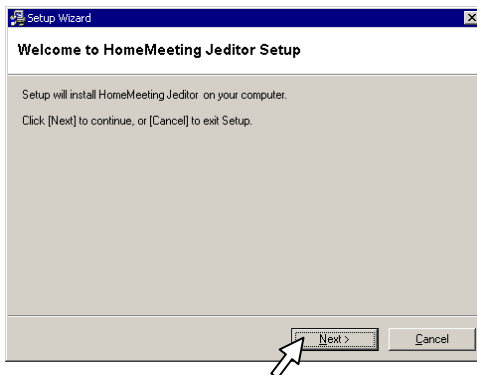 Setup Wizard
Welcome to HomeMeeting Jeditor Setup
Setup will install HomeMeeting Jeditor on your computer.
Click [Next] to continue, or [Cancel] to exit Setup.
Next >
Cancel